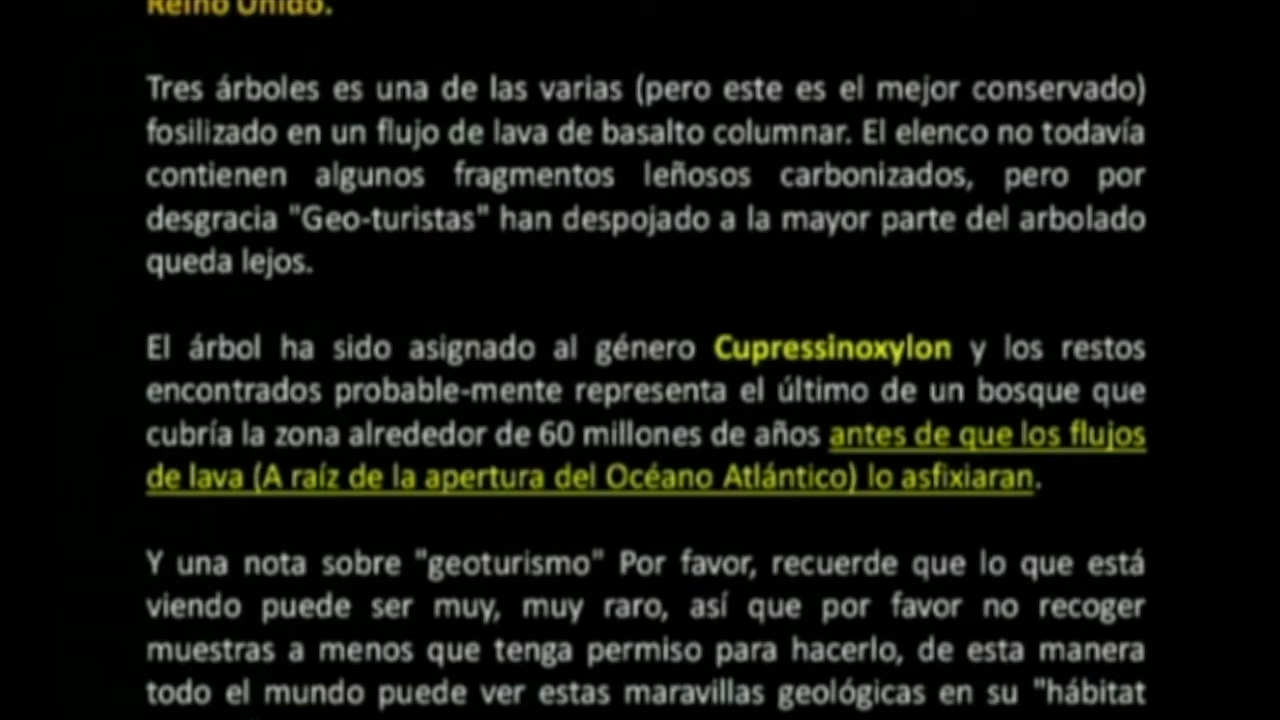 Reino Unido.
Tres árboles es una de las varias (pero este es el mejor conservado)
fosilizado en un flujo de lava de basalto columnar. El elenco no todavía
contienen algunos fragmentos leñosos carbonizados, pero por
desgracia "Geo-turistas" han despojado a la mayor parte del arbolado
queda lejos.
El árbol ha sido asignado al género Cupressinoxylon y los restos
encontrados probable-mente representa el último de un bosque que
cubría la zona alrededor de 60 millones de años antes de que los flujos
de lava (A raíz de la apertura del Océano Atlántico) lo asfixiaran.
Y una nota sobre "geoturismo" Por favor, recuerde que lo que está
viendo puede ser muy, muy raro, así que por favor no recoger
muestras a menos que tenga permiso para hacerlo, de esta manera
todo el mundo puede ver estas maravillas geológicas en su "hábitat